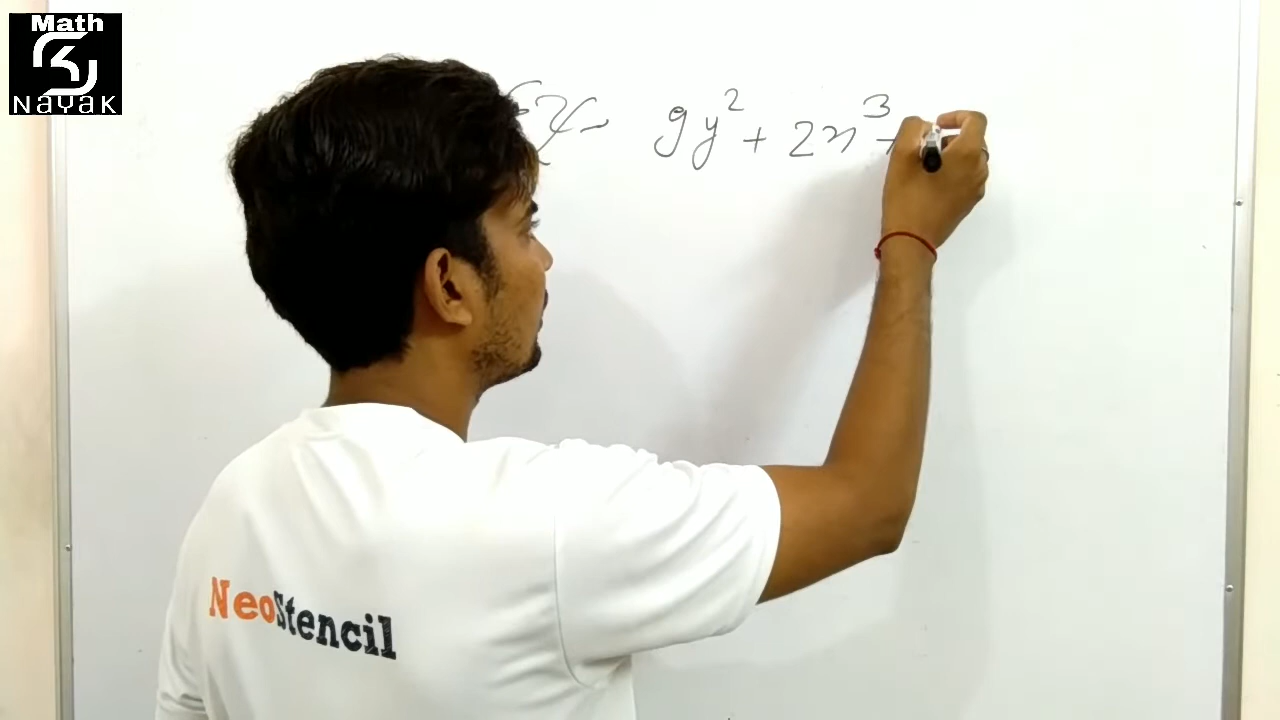 Math
NayaK
9y² + 2x³ +
NeoStencil